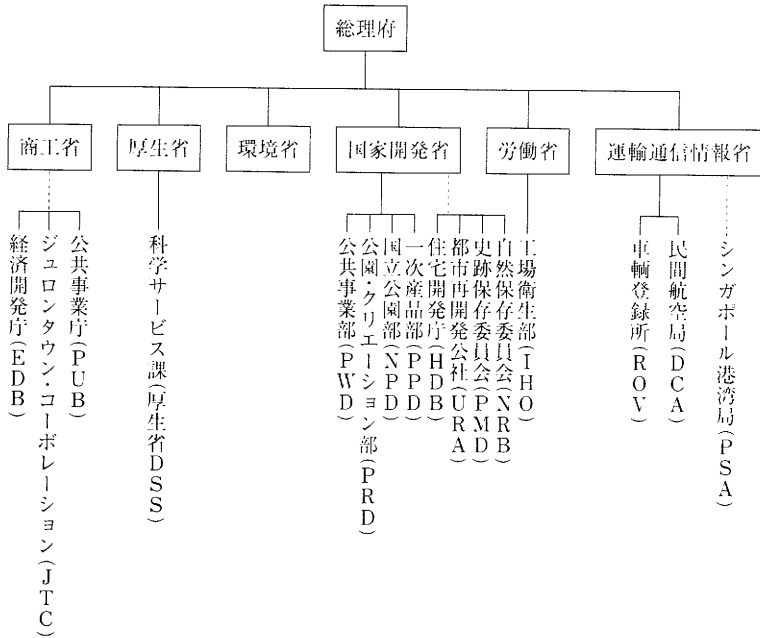 総理府
商工省
厚生省
環境省
国家開発省
労働省
運輸通信情報省
経済開発庁(EDB)
ジュロンタウン・コーポレーション(JTC)
公共事業庁(PUB)
科学サービス課(厚生省DSS)
公共事業部(PWD)
公園・クリエーション部(PRD)
国立公園部(NPD)
一次産品部(PPD)
住宅開発庁(HDB)
都市再開発公社(URA)
史跡保存委員会(PMD)
自然保存委員会(NRB)
工場衛生部(IHO)
車輌登録所(ROV)
民間航空局(DCA)
シンガポール港湾局(PSA)